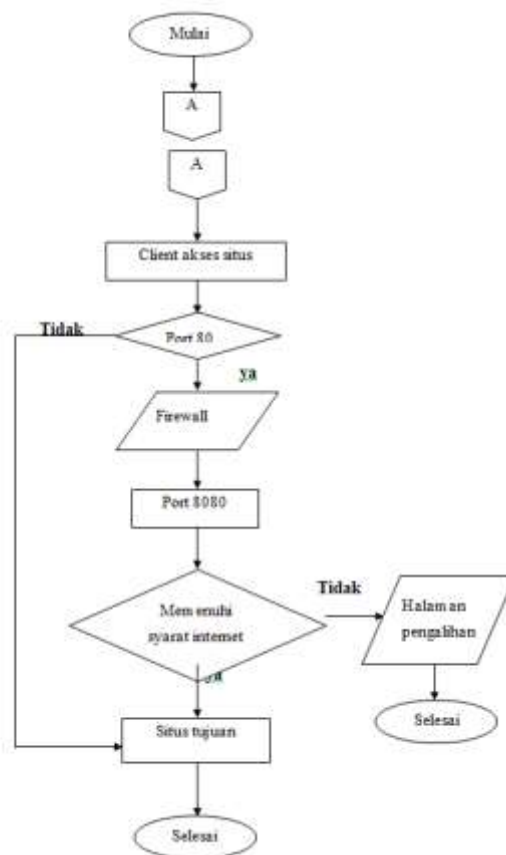 Mulai
A
A
Client akses situs
Tidak
Port 80
ya
Firewall
Port 8080
Tidak
Memenuhi
syarat internet
Halaman
pengalihan
ya
Situs tujuan
Selesai
Selesai